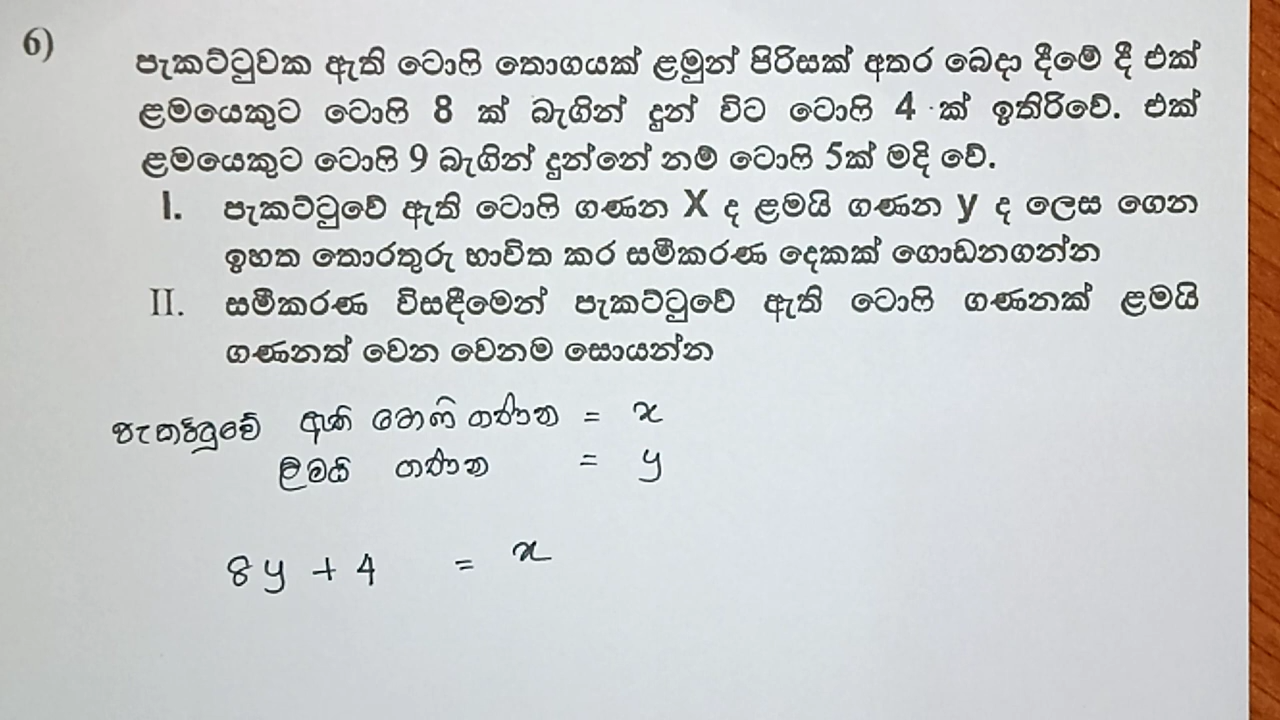 6)
පැකට්ටුවක ඇති ටොෆි තොගයක් ළමුන් පිරිසක් අතර බෙදා දීමේ දී එක්
ළමයෙකුට ටොෆි 8 ක් බැගින් දුන් විට ටොෆි 4 ක් ඉතිරිවේ. එක්
ළමයෙකුට ටොෆි 9 බැගින් දුන්නේ නම් ටොෆි 5ක් මදි වේ.
I. පැකට්ටුවේ ඇති ටොෆි ගණන X ද ළමයි ගණන y ද ලෙස ගෙන
ඉහත තොරතුරු භාවිත කර සමීකරණ දෙකක් ගොඩනගන්න
II. සමීකරණ විසඳීමෙන් පැකට්ටුවේ ඇති ටොෆි ගණනක් ළමයි
ගණනත් වෙන වෙනම සොයන්න
පැකට්ටුවේ ඇති ටොෆි ගණන = x
ළමයි ගණන = y
8y + 4 = x